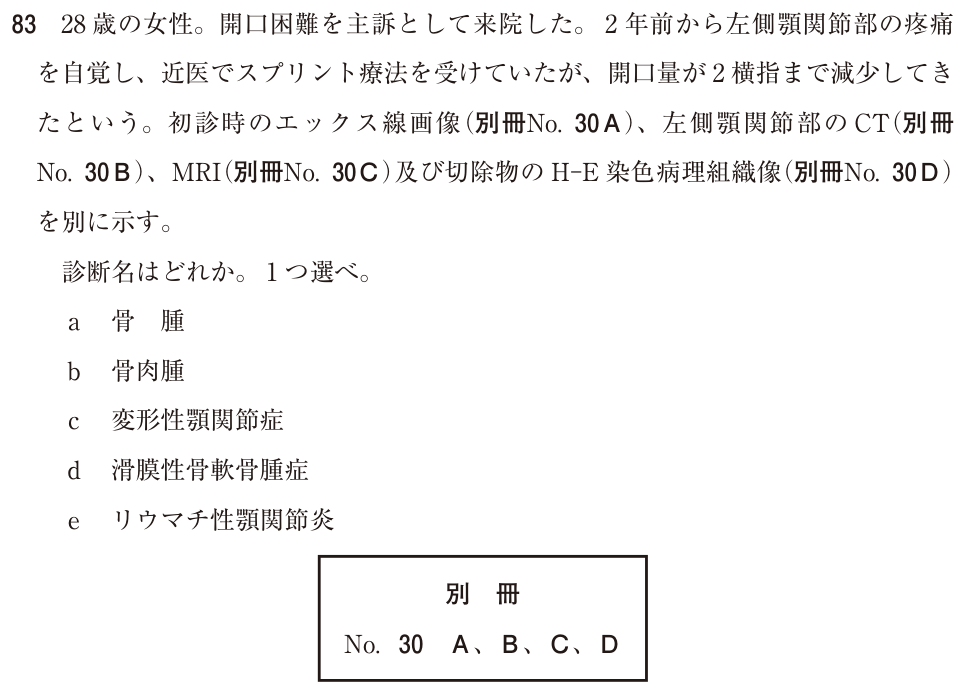 83 28歳の女性。開口困難を主訴として来院した。2年前から左側顎関節部の疼痛
を自覚し、近医でスプリント療法を受けていたが、開口量が2横指まで減少してき
たという。初診時のエックス線画像(別冊No. 30A)、左側顎関節部のCT(別冊
No. 30B)、MRI(別冊No. 30C)及び切除物のH-E染色病理組織像(別冊No. 30D)
を別に示す。
診断名はどれか。1つ選べ。
a 骨 腫
b 骨肉腫
c 変形性顎関節症
d 滑膜性骨軟骨腫症
e リウマチ性顎関節炎
別 冊
No. 30 A、B、C、D